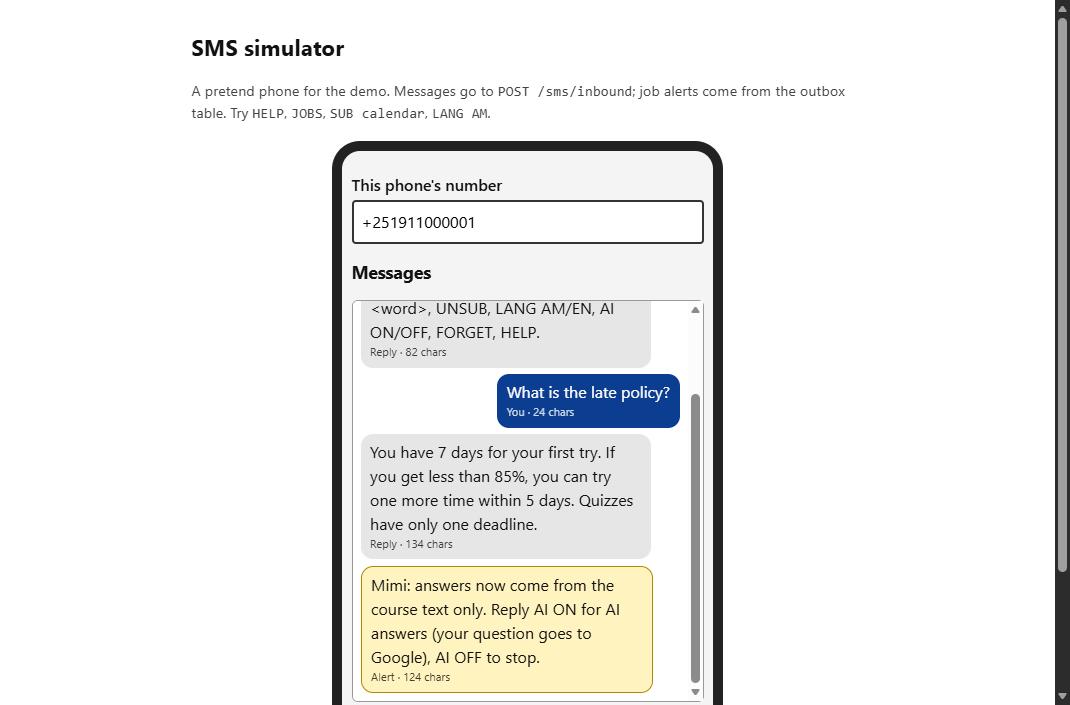 SMS simulator
A pretend phone for the demo. Messages go to POST /sms/inbound; job alerts come from the outbox
table. Try HELP, JOBS, SUB calendar, LANG AM.
This phone's number
+251911000001
Messages
<word>, UNSUB, LANG AM/EN, AI
ON/OFF, FORGET, HELP.
Reply · 82 chars
What is the late policy?
You · 24 chars
You have 7 days for your first try. If
you get less than 85%, you can try
one more time within 5 days. Quizzes
have only one deadline.
Reply · 134 chars
Mimi: answers now come from the
course text only. Reply AI ON for AI
answers (your question goes to
Google), AI OFF to stop.
Alert · 124 chars